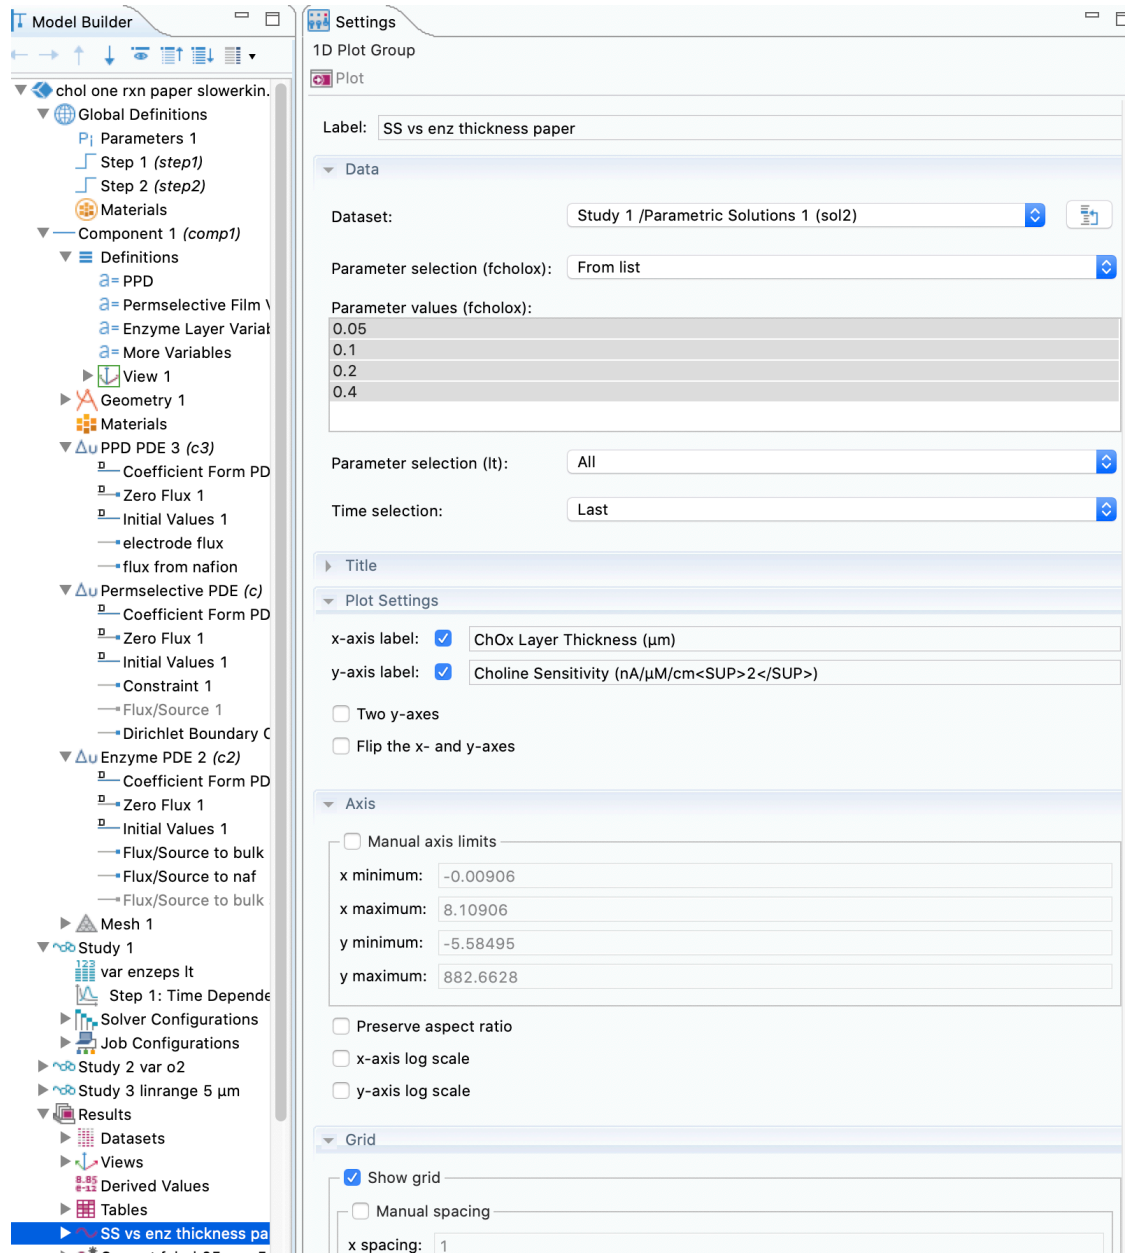 Model Builder
chol one rxn paper slowerkin.
Global Definitions
Pi Parameters 1
Step 1 (step1)
Step 2 (step2)
Materials
Component 1 (comp1)
Definitions
a= PPD
a= Permselective Film V
a= Enzyme Layer Variab
a= More Variables
View 1
Geometry 1
Materials
Δu PPD PDE 3 (c3)
D Coefficient Form PD
D Zero Flux 1
D Initial Values 1
electrode flux
flux from nafion
Δu Permselective PDE (c)
D Coefficient Form PD
D Zero Flux 1
D Initial Values 1
Constraint 1
Flux/Source 1
Dirichlet Boundary C
Δu Enzyme PDE 2 (c2)
D Coefficient Form PD
D Zero Flux 1
D Initial Values 1
Flux/Source to bulk
Flux/Source to naf
Flux/Source to bulk
Mesh 1
Study 1
123 var enzeps lt
Step 1: Time Depende
Solver Configurations
Job Configurations
Study 2 var o2
Study 3 linrange 5 µm
Results
Datasets
Views
8.85 e-12 Derived Values
Tables
SS vs enz thickness pa
Settings
1D Plot Group
Plot
Label: SS vs enz thickness paper
Data
Dataset: Study 1 /Parametric Solutions 1 (sol2)
Parameter selection (fcholox): From list
Parameter values (fcholox):
0.05
0.1
0.2
0.4
Parameter selection (lt): All
Time selection: Last
Title
Plot Settings
x-axis label: ChOx Layer Thickness (µm)
y-axis label: Choline Sensitivity (nA/µM/cm<SUP>2</SUP>)
Two y-axes
Flip the x- and y-axes
Axis
Manual axis limits
x minimum: -0.00906
x maximum: 8.10906
y minimum: -5.58495
y maximum: 882.6628
Preserve aspect ratio
x-axis log scale
y-axis log scale
Grid
Show grid
Manual spacing
x spacing: 1